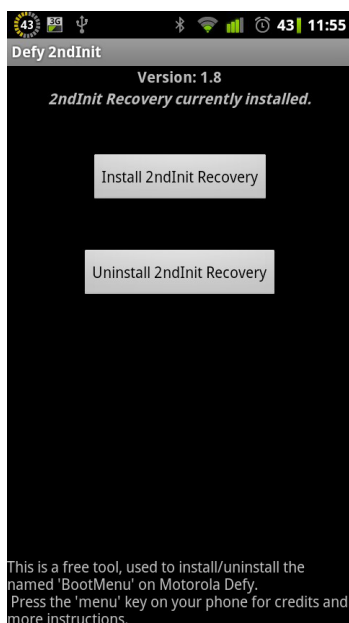 43 3G 43 11:55
Defy 2ndInit
Version: 1.8
2ndInit Recovery currently installed.
Install 2ndInit Recovery
Uninstall 2ndInit Recovery
This is a free tool, used to install/uninstall the
named 'BootMenu' on Motorola Defy.
Press the 'menu' key on your phone for credits and
more instructions.